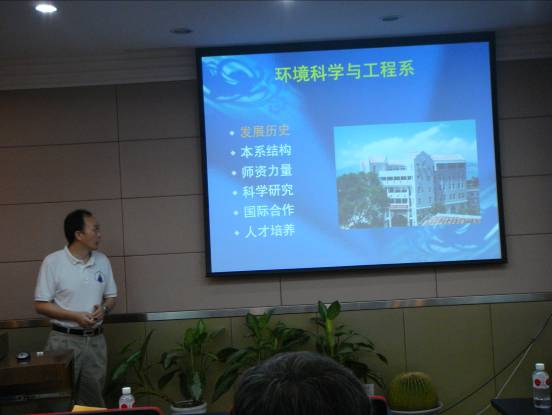 环境科学与工程系
发展历史
本系结构
师资力量
科学研究
国际合作
人才培养